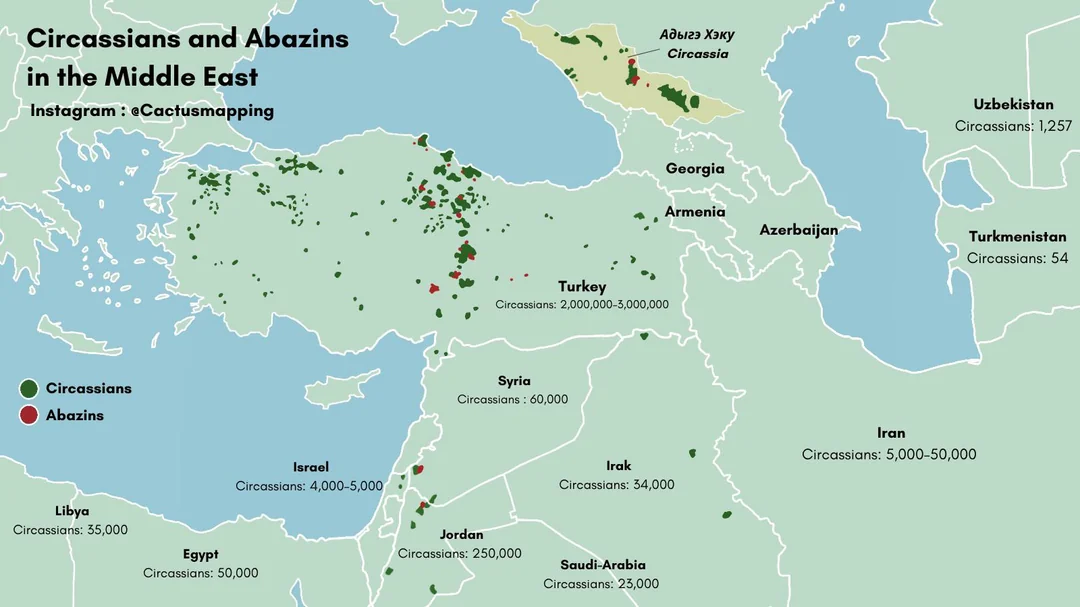 Circassians and Abazins
in the Middle East
Instagram : @Cactusmapping
Адыгэ Хэку
Circassia
Uzbekistan
Circassians: 1,257
Georgia
Armenia
Azerbaijan
Turkmenistan
Circassians: 54
Turkey
Circassians: 2,000,000-3,000,000
Circassians
Abazins
Syria
Circassians : 60,000
Iran
Circassians: 5,000-50,000
Israel
Circassians: 4,000-5,000
Irak
Circassians: 34,000
Libya
Circassians: 35,000
Jordan
Circassians: 250,000
Egypt
Circassians: 50,000
Saudi-Arabia
Circassians: 23,000